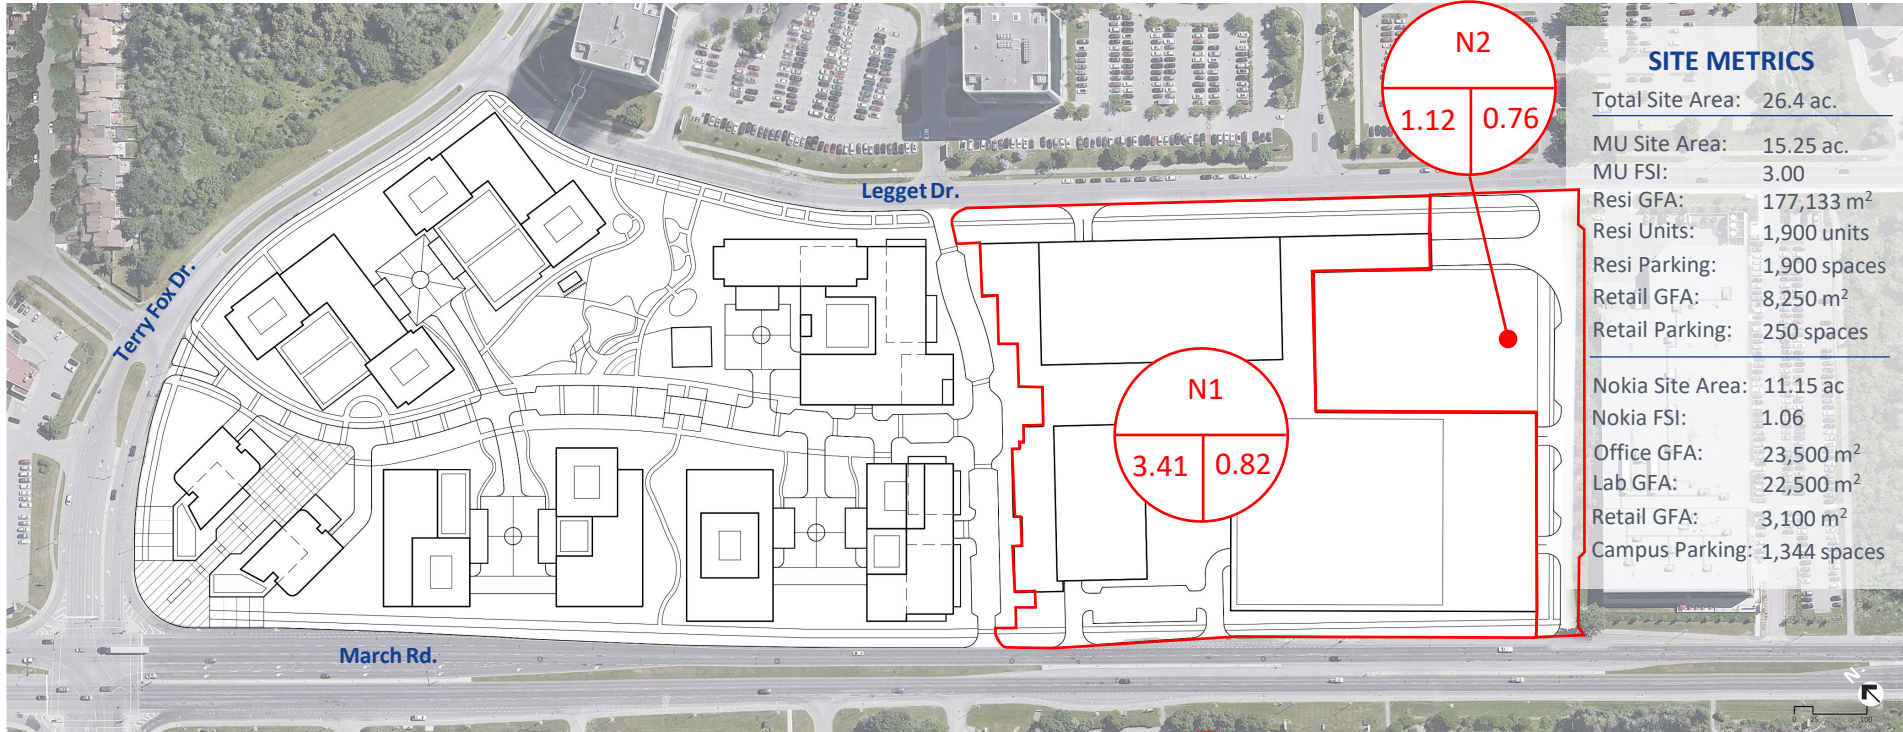 N2
1.12 0.76
SITE METRICS
Total Site Area: 26.4 ac.
MU Site Area: 15.25 ac.
MU FSI: 3.00
Resi GFA: 177,133 m²
Resi Units: 1,900 units
Resi Parking: 1,900 spaces
Retail GFA: 8,250 m²
Retail Parking: 250 spaces
Nokia Site Area: 11.15 ac
Nokia FSI: 1.06
Office GFA: 23,500 m²
Lab GFA: 22,500 m²
Retail GFA: 3,100 m²
Campus Parking: 1,344 spaces
Legget Dr.
Terry Fox Dr.
N1
3.41 0.82
March Rd.
N
0 25 100